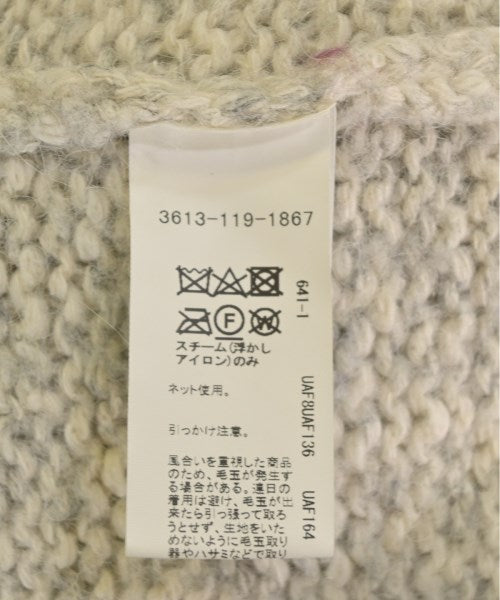 3613-119-1867
641-1
F W
スチーム(浮かし
アイロン)のみ
ネット使用。
引っかけ注意。
UAF8UAF136 UAF164
風合いを重視した商品
のため、毛玉が発生す
る場合がある。連日の
着用は避け、毛玉が出
来たら引っ張って取ろ
うとせず、生地をいた
めないように毛玉取り
器やハサミなどで取り